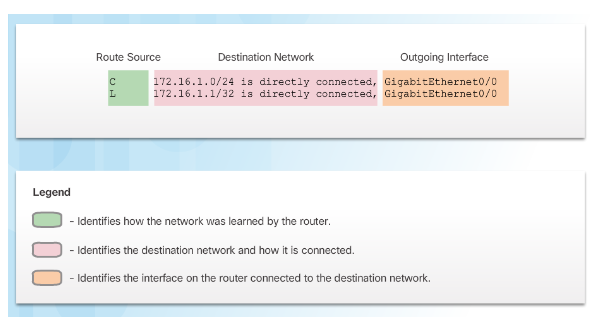 Route Source Destination Network Outgoing Interface
C 172.16.1.0/24 is directly connected, GigabitEthernet0/0
L 172.16.1.1/32 is directly connected, GigabitEthernet0/0
Legend
- Identifies how the network was learned by the router.
- Identifies the destination network and how it is connected.
- Identifies the interface on the router connected to the destination network.